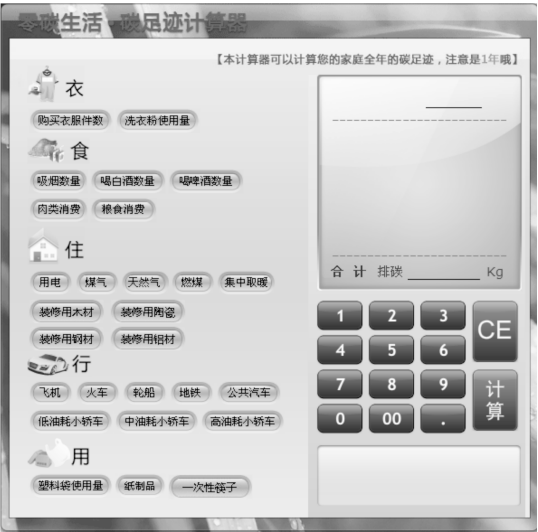 零碳生活·碳足迹计算器
【本计算器可以计算您的家庭全年的碳足迹，注意是1年哦】
衣
购买衣服件数 洗衣粉使用量
食
吸烟数量 喝白酒数量 喝啤酒数量
肉类消费 粮食消费
住
用电 煤气 天然气 燃煤 集中取暖
装修用木材 装修用陶瓷
装修用钢材 装修用铝材
行
飞机 火车 轮船 地铁 公共汽车
低油耗小轿车 中油耗小轿车 高油耗小轿车
用
塑料袋使用量 纸制品 一次性筷子
合 计 排碳 Kg
1 2 3 CE
4 5 6
7 8 9 计算
0 00 .